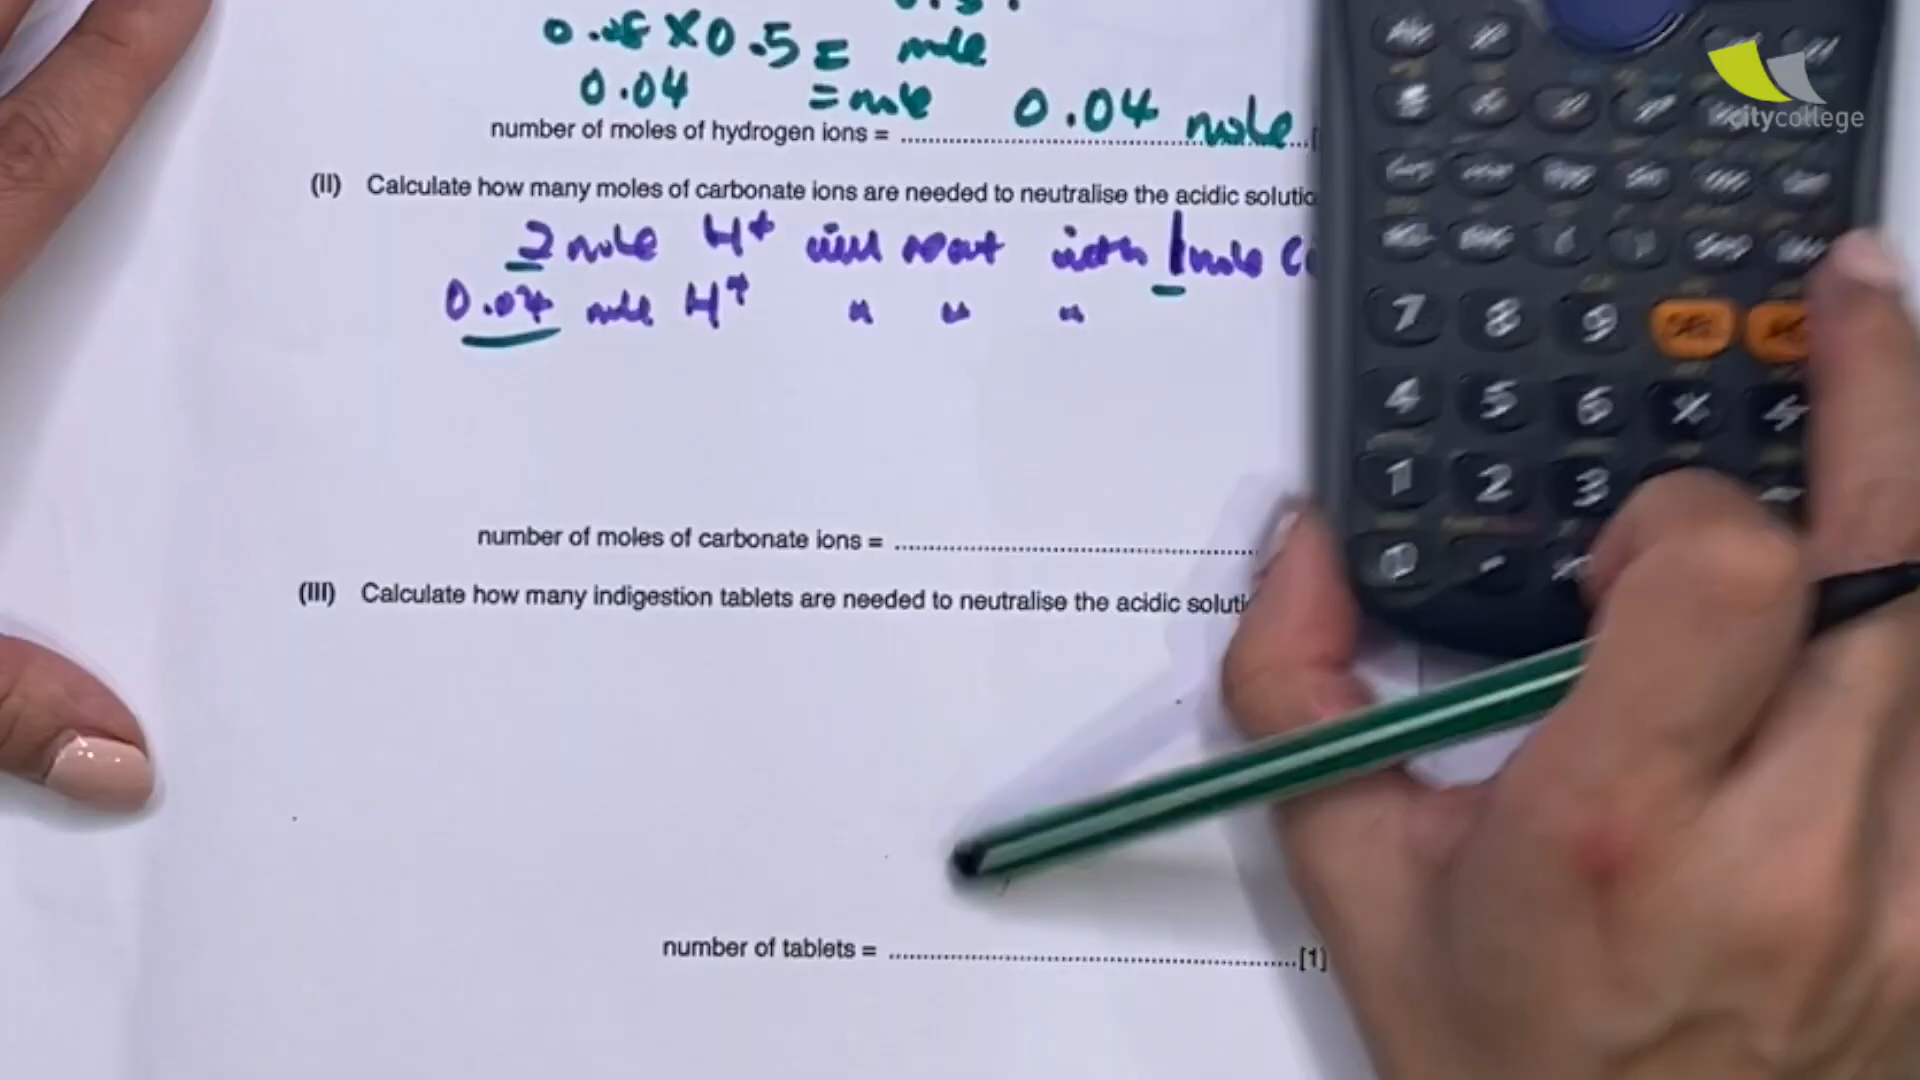 0.08 × 0.5 = mole
0.04 = mole 0.04 mole
number of moles of hydrogen ions =
(II) Calculate how many moles of carbonate ions are needed to neutralise the acidic
2 mole H+ will react with 1 mole
0.04 mole H+ " " "
number of moles of carbonate ions =
(III) Calculate how many indigestion tablets are needed to neutralise the acidic
number of tablets = [1]
citycollege
7 8 9
4 5 6
1 2 3
0